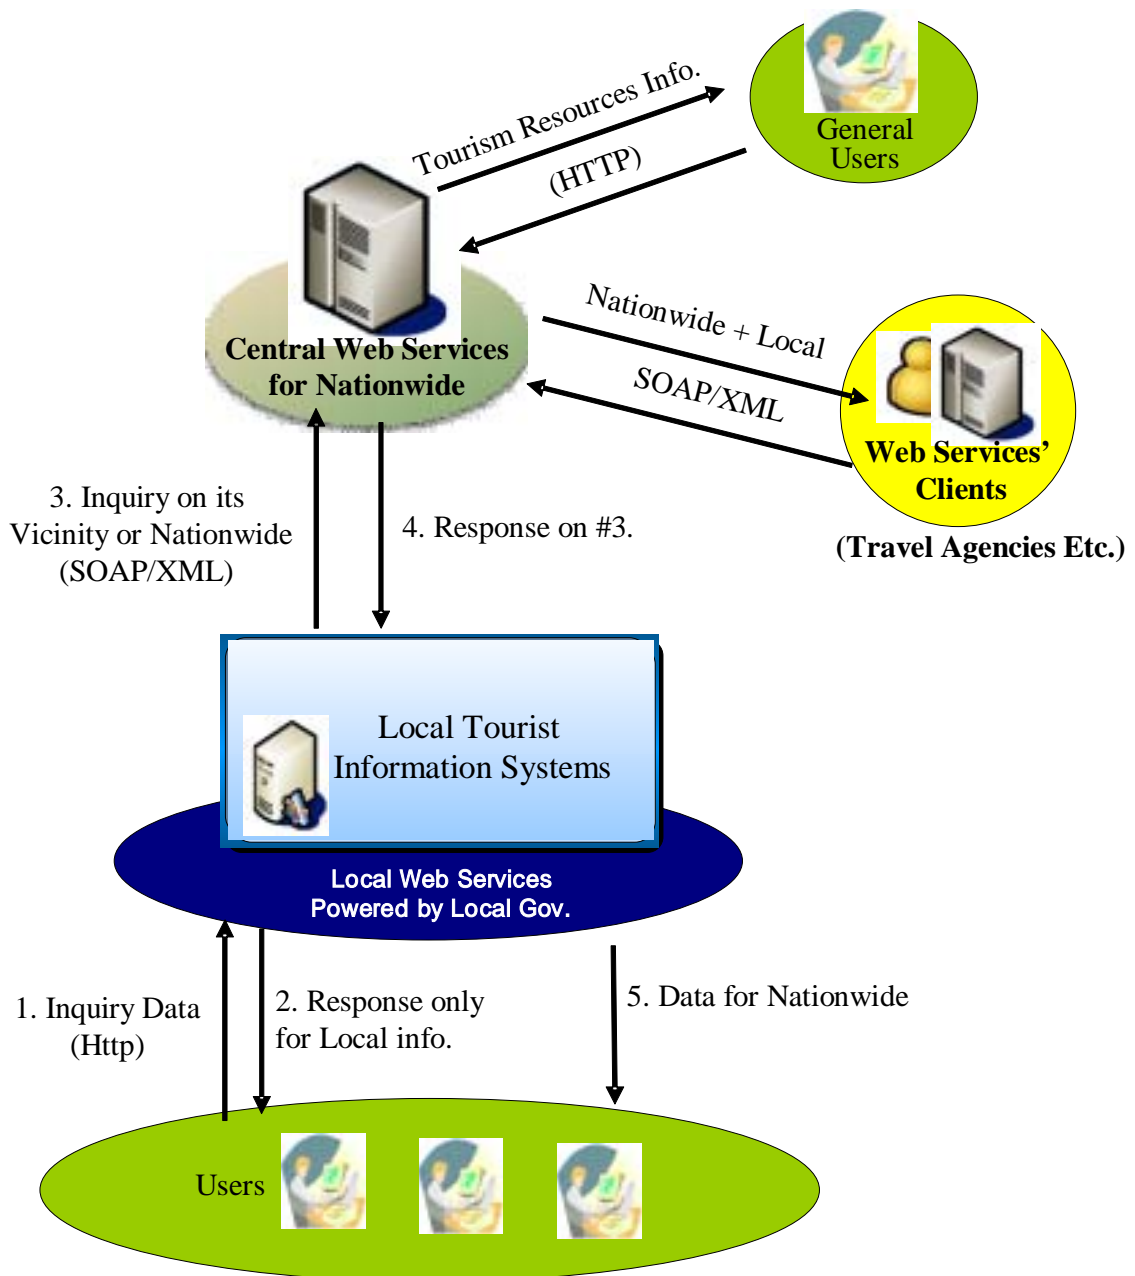 Tourism Resources Info.
(HTTP)
General
Users
Central Web Services
for Nationwide
Nationwide + Local
SOAP/XML
Web Services’
Clients
(Travel Agencies Etc.)
3. Inquiry on its
Vicinity or Nationwide
(SOAP/XML)
4. Response on #3.
Local Tourist
Information Systems
Local Web Services
Powered by Local Gov.
1. Inquiry Data
(Http)
2. Response only
for Local info.
5. Data for Nationwide
Users